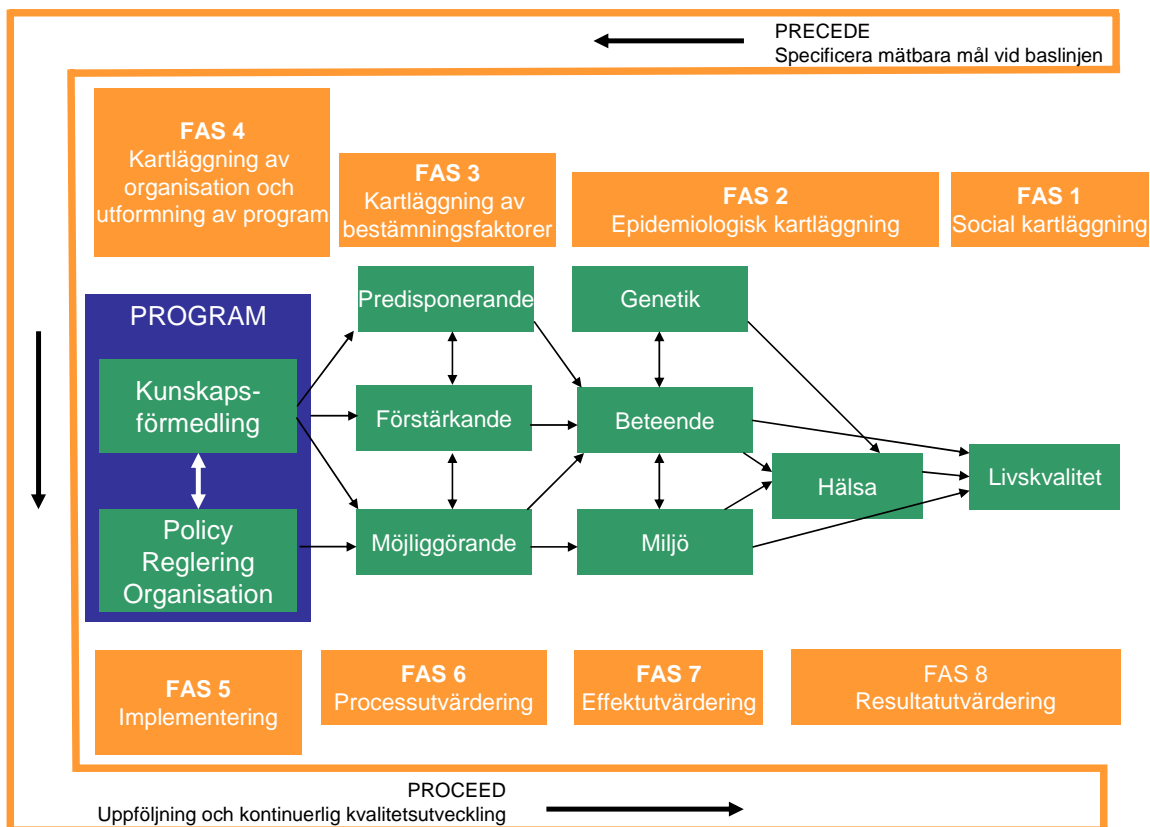 PRECEDE
Specificera mätbara mål vid baslinjen
FAS 4
Kartläggning av
organisation och
utformning av program
FAS 3
Kartläggning av
bestämningsfaktorer
FAS 2
Epidemiologisk kartläggning
FAS 1
Social kartläggning
PROGRAM
Kunskaps-
förmedling
Policy
Reglering
Organisation
Predisponerande
Förstärkande
Möjliggörande
Genetik
Beteende
Miljö
Hälsa
Livskvalitet
FAS 5
Implementering
FAS 6
Processutvärdering
FAS 7
Effektutvärdering
FAS 8
Resultatutvärdering
PROCEED
Uppföljning och kontinuerlig kvalitetsutveckling